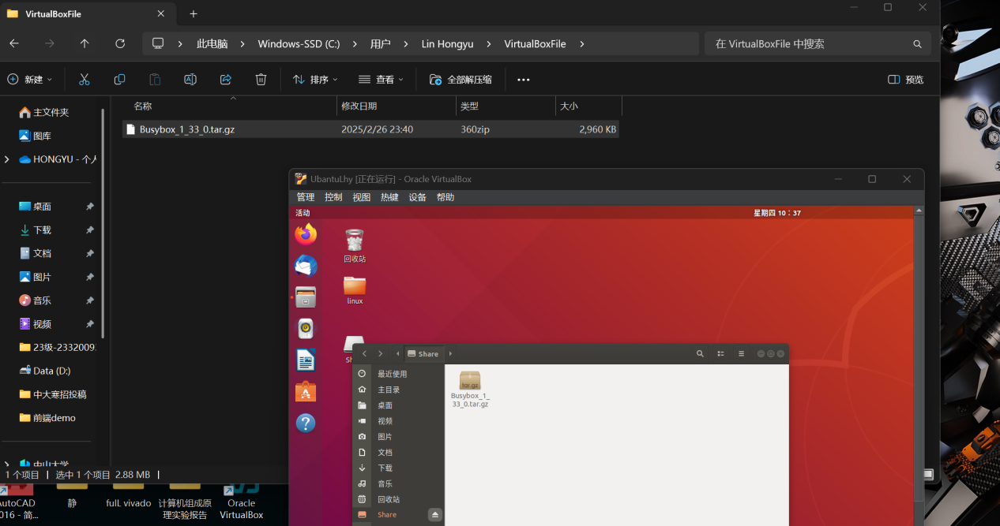 VirtualBoxFile
此电脑 Windows-SSD (C:) 用户 Lin Hongyu VirtualBoxFile
在 VirtualBoxFile 中搜索
新建 排序 查看 全部解压缩 ••• 预览
主文件夹
图库
HONGYU - 个人
桌面
下载
文档
图片
音乐
视频
23级-2332009
Data (D:)
中大寒招投稿
前端demo
中山大学
名称 修改日期 类型 大小
Busybox_1_33_0.tar.gz 2025/2/26 23:40 360zip 2,960 KB
1 个项目 选中 1 个项目 2.88 MB
UbantuLhy [正在运行] - Oracle VirtualBox
管理 控制 视图 热键 设备 帮助
活动 星期四 10：37
回收站
linux
Sh
Share
最近使用
主目录
桌面
视频
图片
文档
下载
音乐
回收站
Share
tar.gz
Busybox_1_
33_0.tar.gz
AutoCAD
016 - 简...
静
fulL vivado
计算机组成原
理实验报告
Oracle
VirtualBox